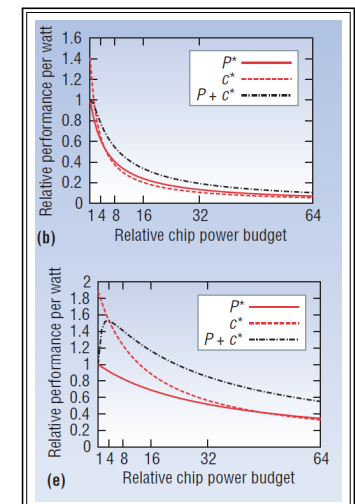 Relative performance per watt
1.6
1.4
1.2
1
0.8
0.6
0.4
0.2
0
P*
c*
P + c*
1 4 8 16 32 64
(b) Relative chip power budget
Relative performance per watt
2
1.8
1.6
1.4
1.2
1
0.8
0.6
0.4
0.2
0
P*
c*
P + c*
1 4 8 16 32 64
(e) Relative chip power budget